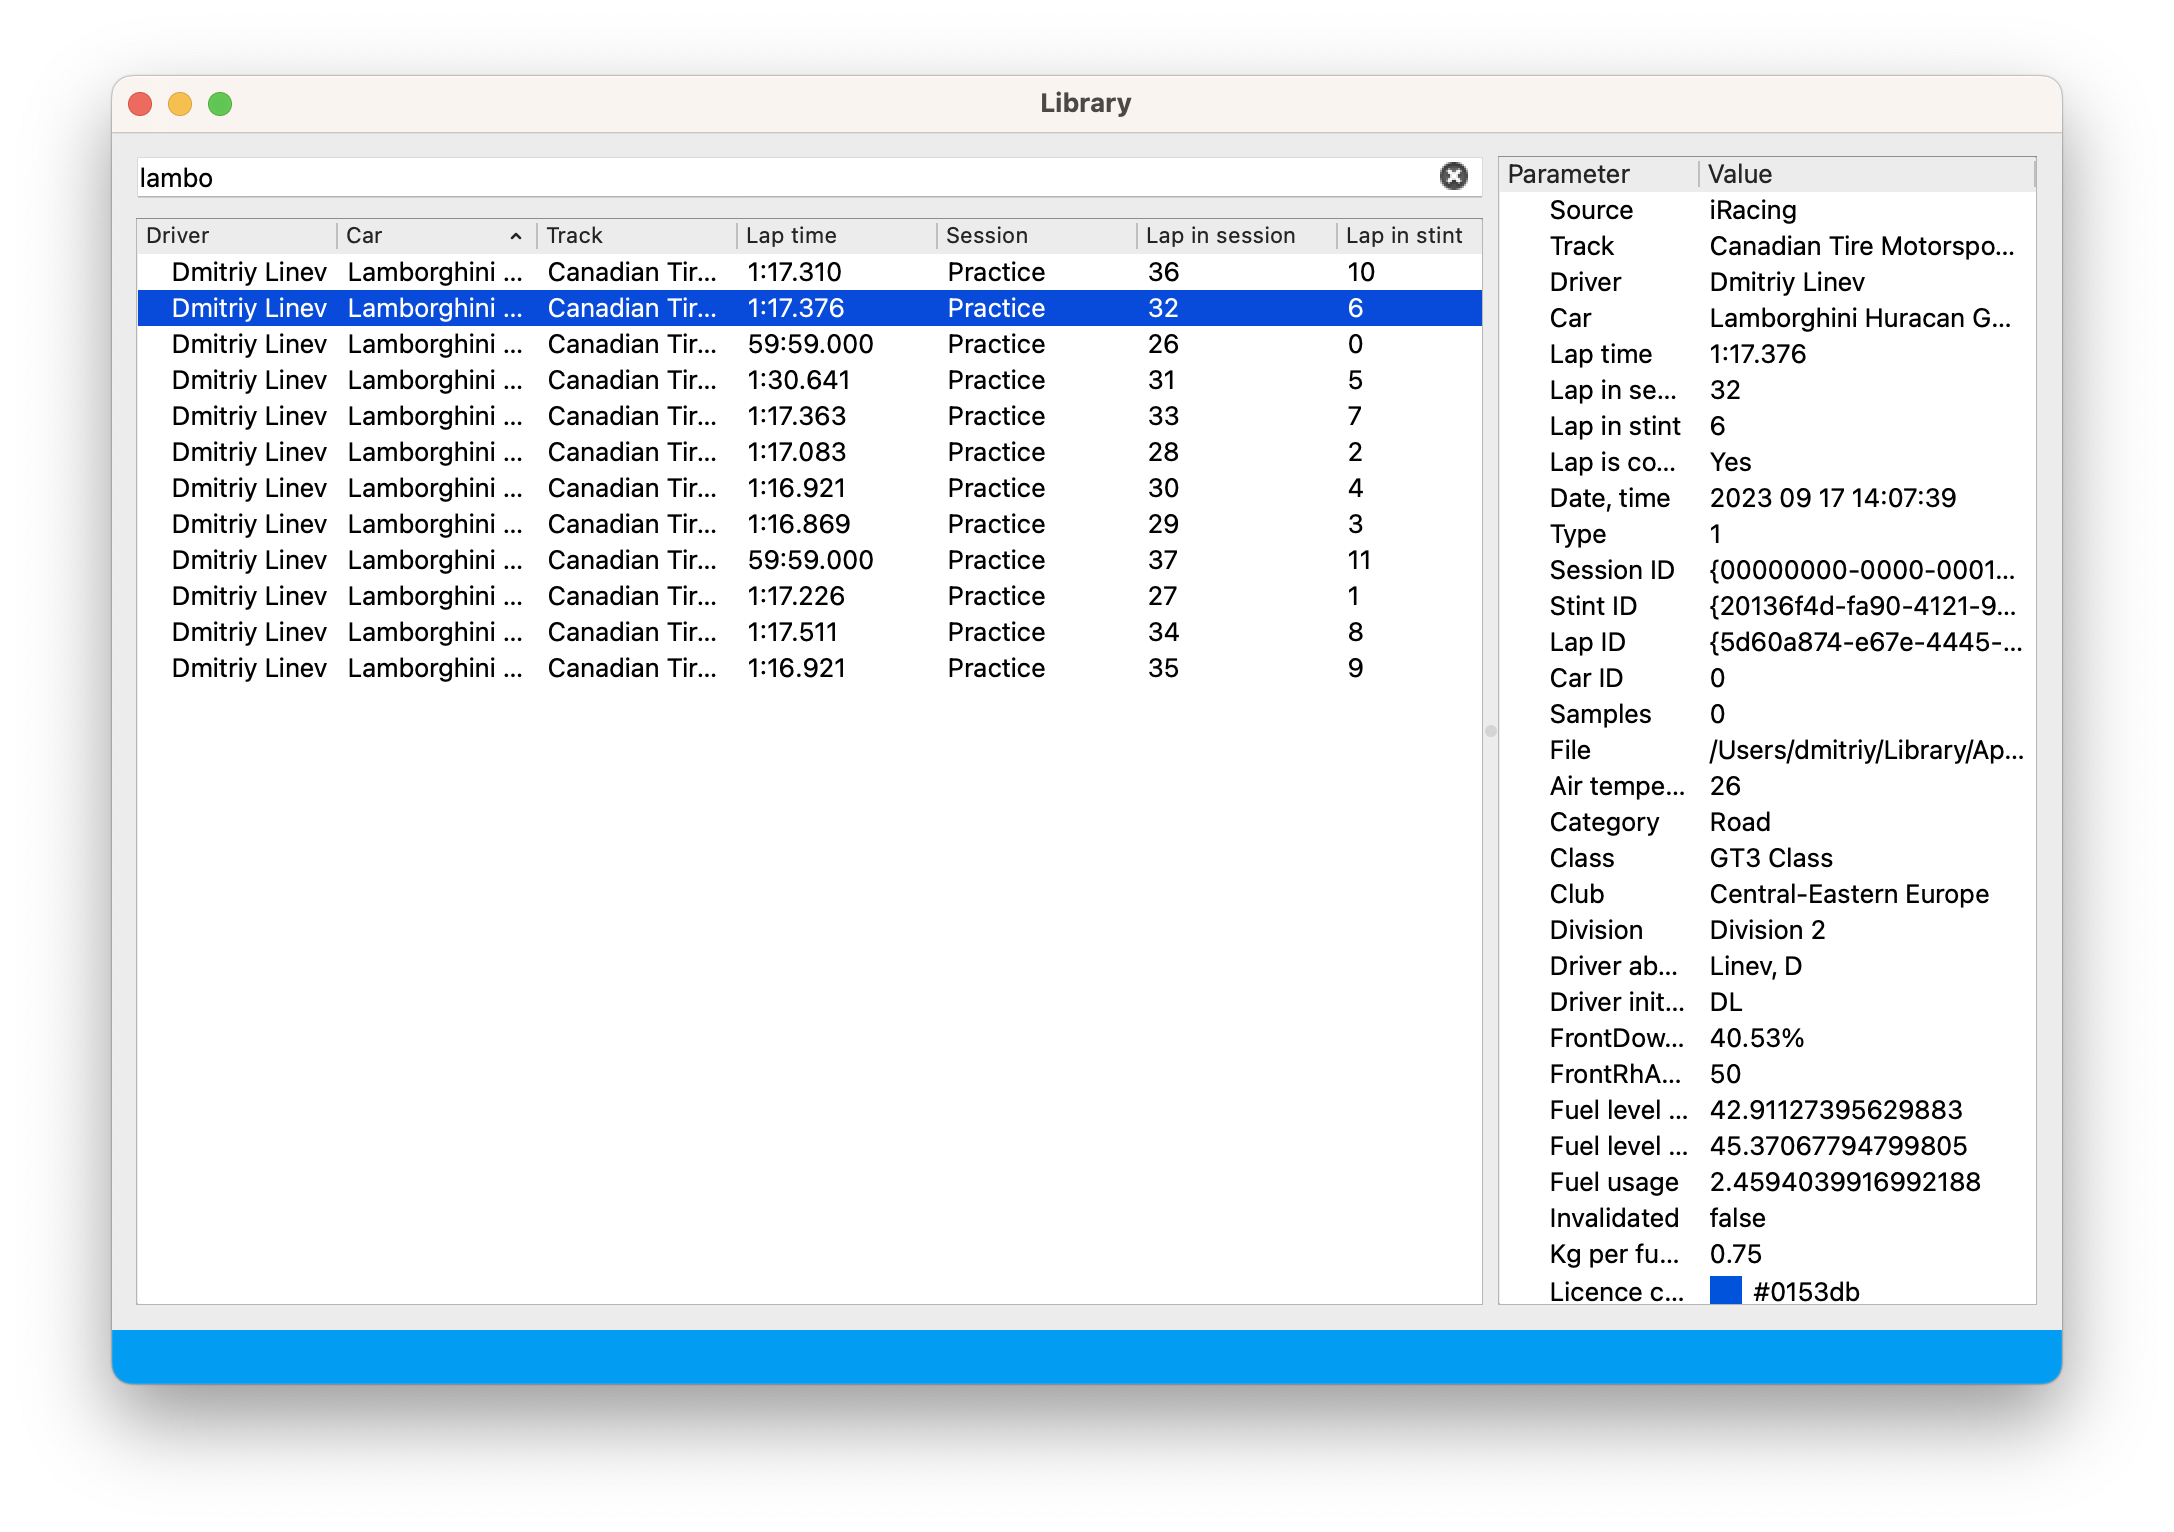 Library
lambo
Driver Car Track Lap time Session Lap in session Lap in stint
Dmitriy Linev Lamborghini ... Canadian Tir... 1:17.310 Practice 36 10
Dmitriy Linev Lamborghini ... Canadian Tir... 1:17.376 Practice 32 6
Dmitriy Linev Lamborghini ... Canadian Tir... 59:59.000 Practice 26 0
Dmitriy Linev Lamborghini ... Canadian Tir... 1:30.641 Practice 31 5
Dmitriy Linev Lamborghini ... Canadian Tir... 1:17.363 Practice 33 7
Dmitriy Linev Lamborghini ... Canadian Tir... 1:17.083 Practice 28 2
Dmitriy Linev Lamborghini ... Canadian Tir... 1:16.921 Practice 30 4
Dmitriy Linev Lamborghini ... Canadian Tir... 1:16.869 Practice 29 3
Dmitriy Linev Lamborghini ... Canadian Tir... 59:59.000 Practice 37 11
Dmitriy Linev Lamborghini ... Canadian Tir... 1:17.226 Practice 27 1
Dmitriy Linev Lamborghini ... Canadian Tir... 1:17.511 Practice 34 8
Dmitriy Linev Lamborghini ... Canadian Tir... 1:16.921 Practice 35 9
Parameter Value
Source iRacing
Track Canadian Tire Motorspo...
Driver Dmitriy Linev
Car Lamborghini Huracan G...
Lap time 1:17.376
Lap in se... 32
Lap in stint 6
Lap is co... Yes
Date, time 2023 09 17 14:07:39
Type 1
Session ID {00000000-0000-0001...
Stint ID {20136f4d-fa90-4121-9...
Lap ID {5d60a874-e67e-4445-...
Car ID 0
Samples 0
File /Users/dmitriy/Library/Ap...
Air tempe... 26
Category Road
Class GT3 Class
Club Central-Eastern Europe
Division Division 2
Driver ab... Linev, D
Driver init... DL
FrontDow... 40.53%
FrontRhA... 50
Fuel level ... 42.91127395629883
Fuel level ... 45.37067794799805
Fuel usage 2.4594039916992188
Invalidated false
Kg per fu... 0.75
Licence c... #0153db